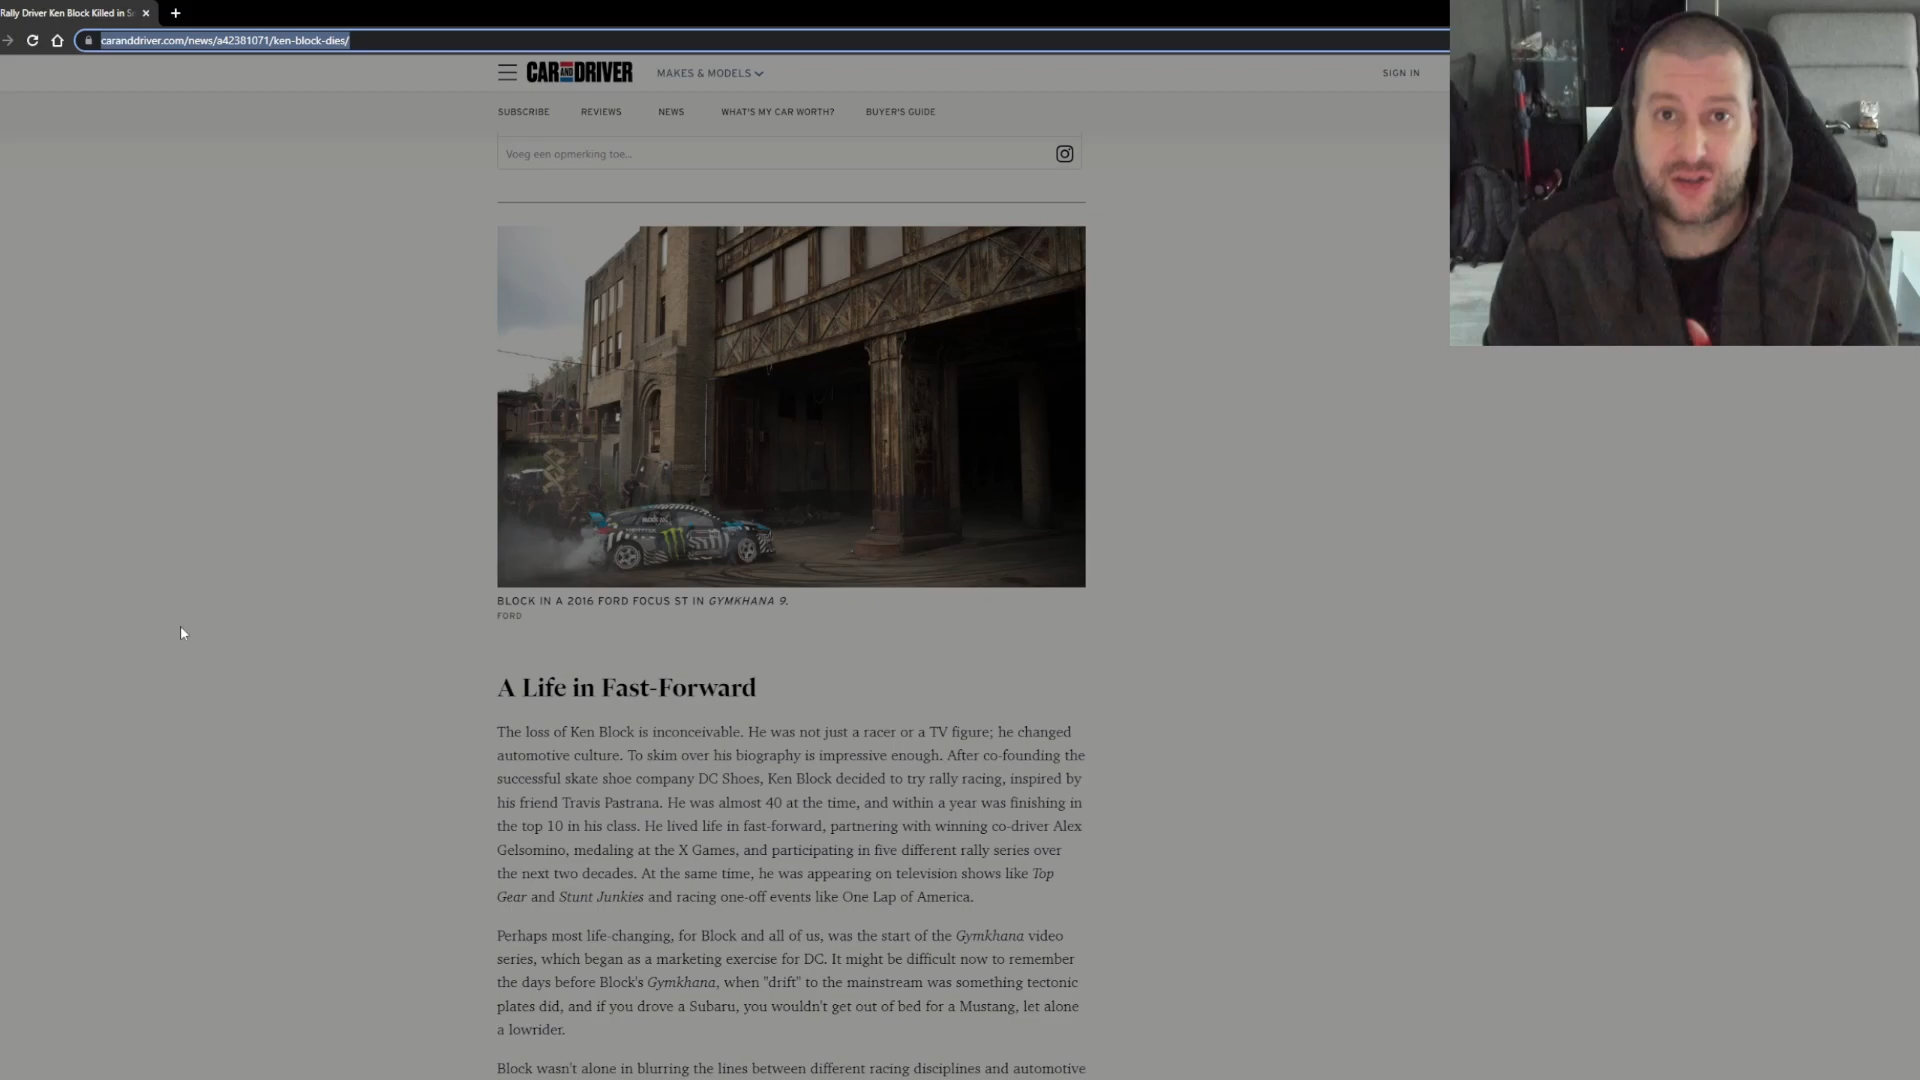 Rally Driver Ken Block Killed in
caranddriver.com/news/a42381071/ken-block-dies/
CAR AND DRIVER
MAKES & MODELS
SIGN IN
SUBSCRIBE
REVIEWS
NEWS
WHAT'S MY CAR WORTH?
BUYER'S GUIDE
Voeg een opmerking toe...
BLOCK IN A 2016 FORD FOCUS ST IN GYMKHANA 9.
FORD
A Life in Fast-Forward
The loss of Ken Block is inconceivable. He was not just a racer or a TV figure; he changed
automotive culture. To skim over his biography is impressive enough. After co-founding the
successful skate shoe company DC Shoes, Ken Block decided to try rally racing, inspired by
his friend Travis Pastrana. He was almost 40 at the time, and within a year was finishing in
the top 10 in his class. He lived life in fast-forward, partnering with winning co-driver Alex
Gelsomino, medaling at the X Games, and participating in five different rally series over
the next two decades. At the same time, he was appearing on television shows like Top
Gear and Stunt Junkies and racing one-off events like One Lap of America.
Perhaps most life-changing, for Block and all of us, was the start of the Gymkhana video
series, which began as a marketing exercise for DC. It might be difficult now to remember
the days before Block's Gymkhana, when "drift" to the mainstream was something tectonic
plates did, and if you drove a Subaru, you wouldn't get out of bed for a Mustang, let alone
a lowrider.
Block wasn't alone in blurring the lines between different racing disciplines and automotive